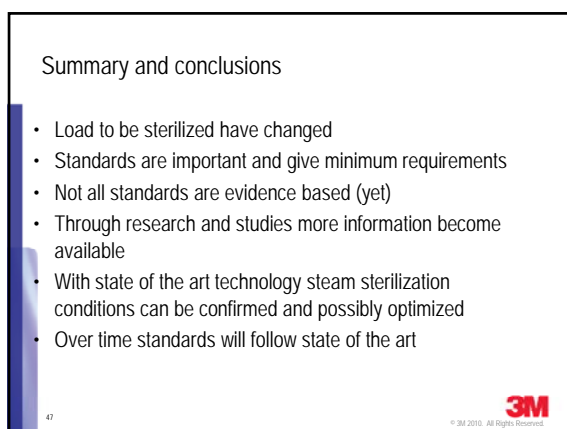 Summary and conclusions
• Load to be sterilized have changed
• Standards are important and give minimum requirements
• Not all standards are evidence based (yet)
• Through research and studies more information become
available
• With state of the art technology steam sterilization
conditions can be confirmed and possibly optimized
• Over time standards will follow state of the art
47
3M
© 3M 2010. All Rights Reserved.